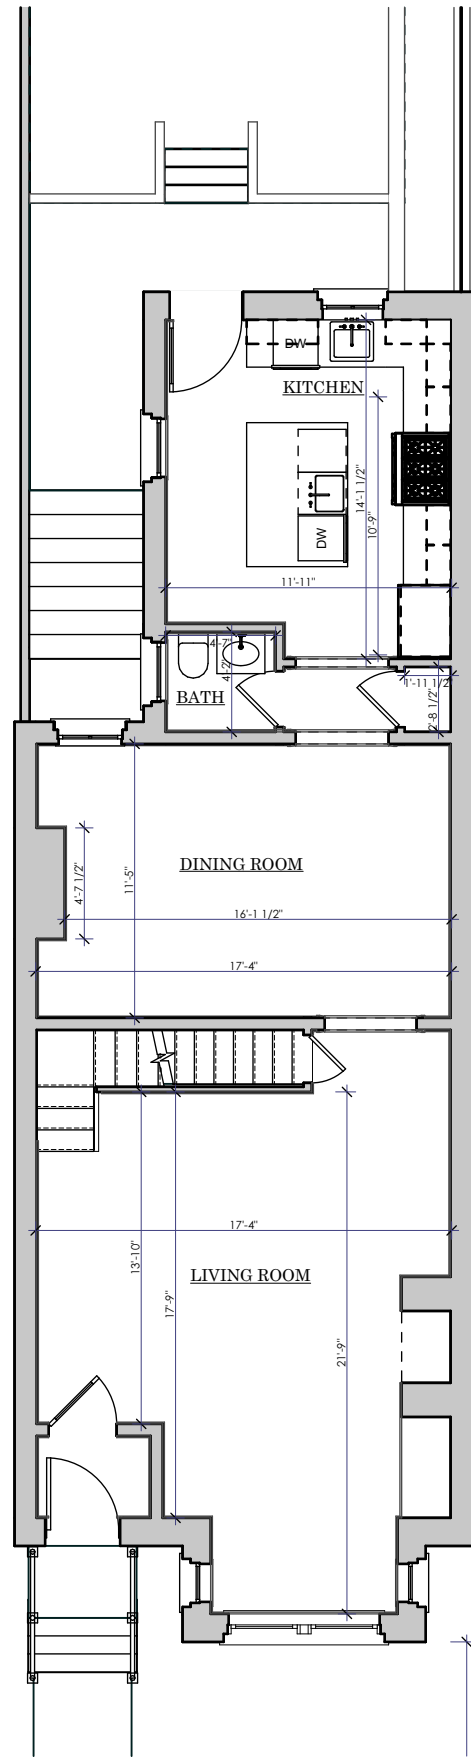 DW
KITCHEN
14'-1 1/2"
10'-9"
DW
11'-11"
4'-7"
4'-2"
BATH
1'-11 1/2"
2'-8 1/2"
DINING ROOM
4'-7 1/2"
11'-5"
16'-1 1/2"
17'-4"
17'-4"
13'-10"
LIVING ROOM
17'-9"
21'-9"